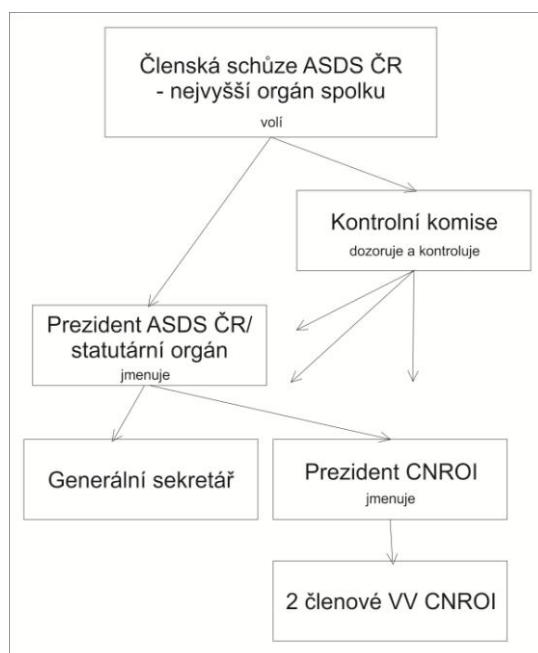 Členská schůze ASDS ČR
- nejvyšší orgán spolku
volí
Kontrolní komise
dozoruje a kontroluje
Prezident ASDS ČR/
statutární orgán
jmenuje
Generální sekretář
Prezident CNROI
jmenuje
2 členové VV CNROI